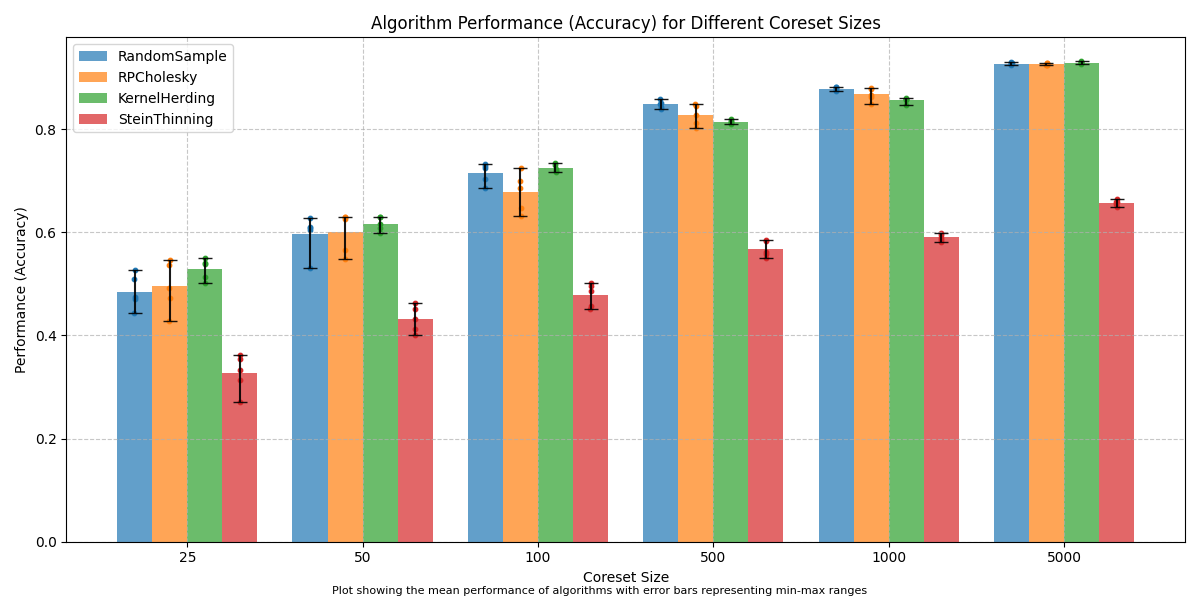 Algorithm Performance (Accuracy) for Different Coreset Sizes
RandomSample
RPCholesky
KernelHerding
SteinThinning
Performance (Accuracy)
0.8
0.6
0.4
0.2
0.0
25 50 100 500 1000 5000
Coreset Size
Plot showing the mean performance of algorithms with error bars representing min-max ranges